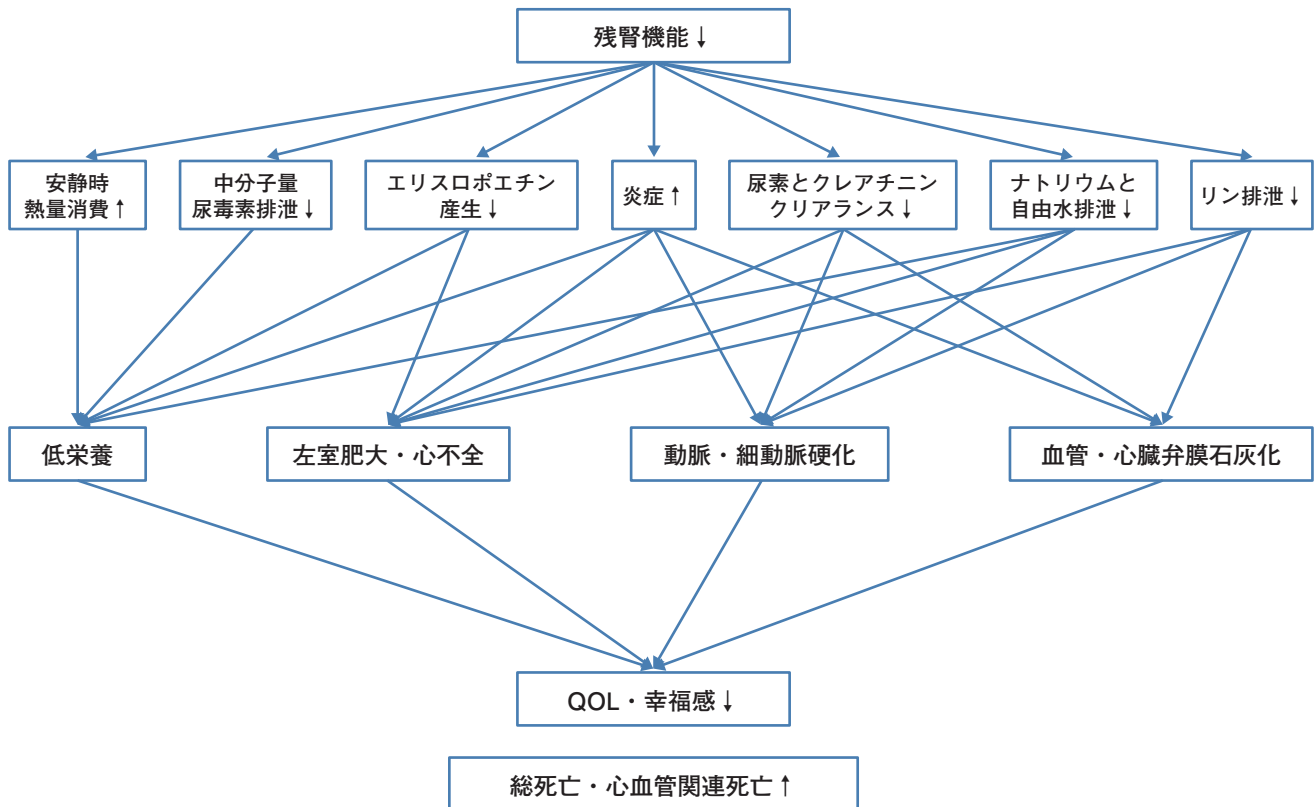 残腎機能↓
安静時
熱量消費↑
中分子量
尿毒素排泄↓
エリスロポエチン
産生↓
炎症↑
尿素とクレアチニン
クリアランス↓
ナトリウムと
自由水排泄↓
リン排泄↓
低栄養
左室肥大・心不全
動脈・細動脈硬化
血管・心臓弁膜石灰化
QOL・幸福感↓
総死亡・心血管関連死亡↑